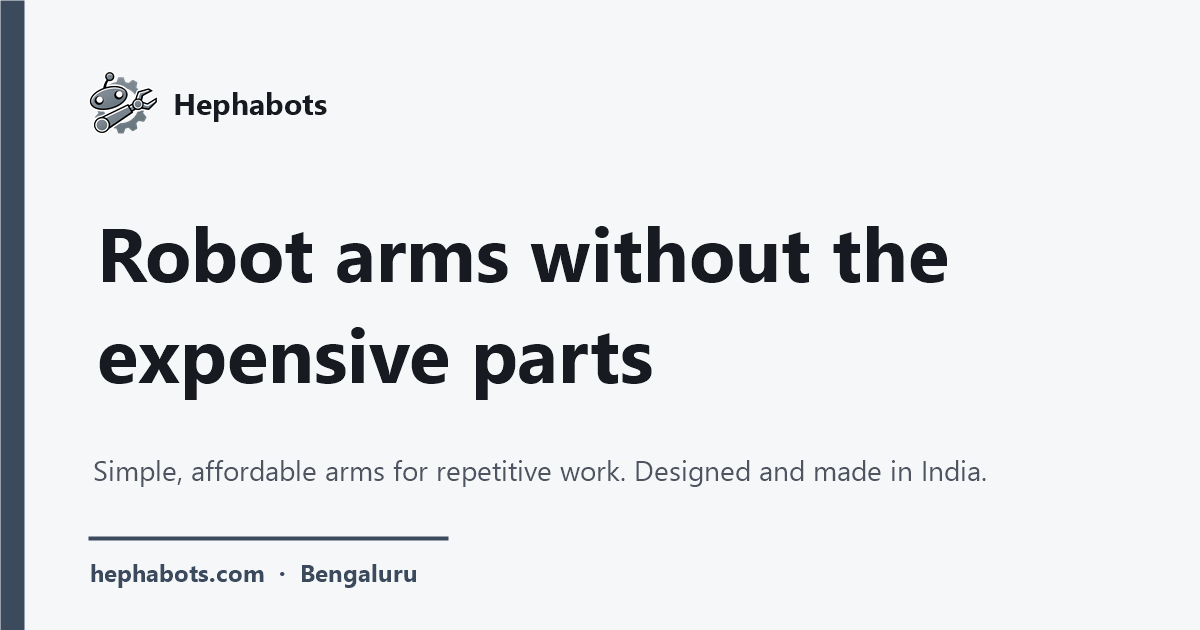 Hephabots
Robot arms without the
expensive parts
Simple, affordable arms for repetitive work. Designed and made in India.
hephabots.com · Bengaluru